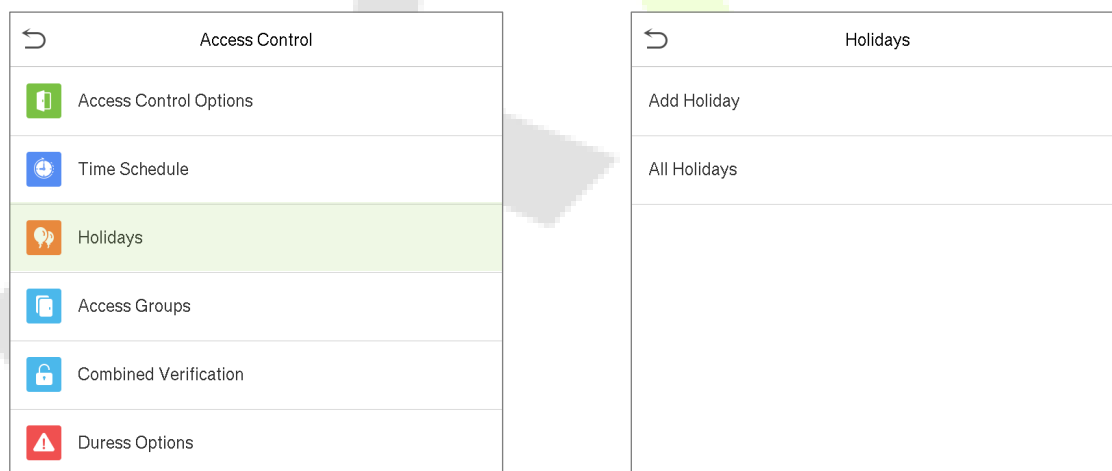 Access Control
Access Control Options
Time Schedule
Holidays
Access Groups
Combined Verification
Duress Options
Holidays
Add Holiday
All Holidays